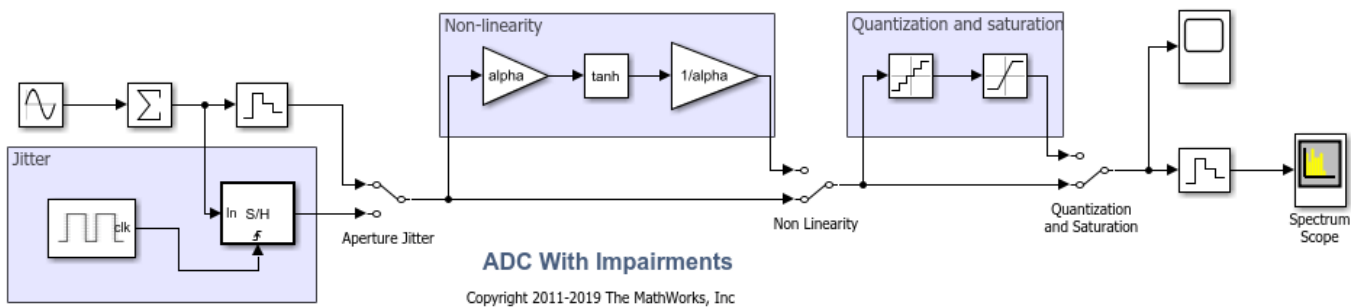 Non-linearity
Quantization and saturation
alpha
tanh
1/alpha
Jitter
clk
In
S/H
Aperture Jitter
Non Linearity
Quantization
and Saturation
Spectrum
Scope
ADC With Impairments
Copyright 2011-2019 The MathWorks, Inc